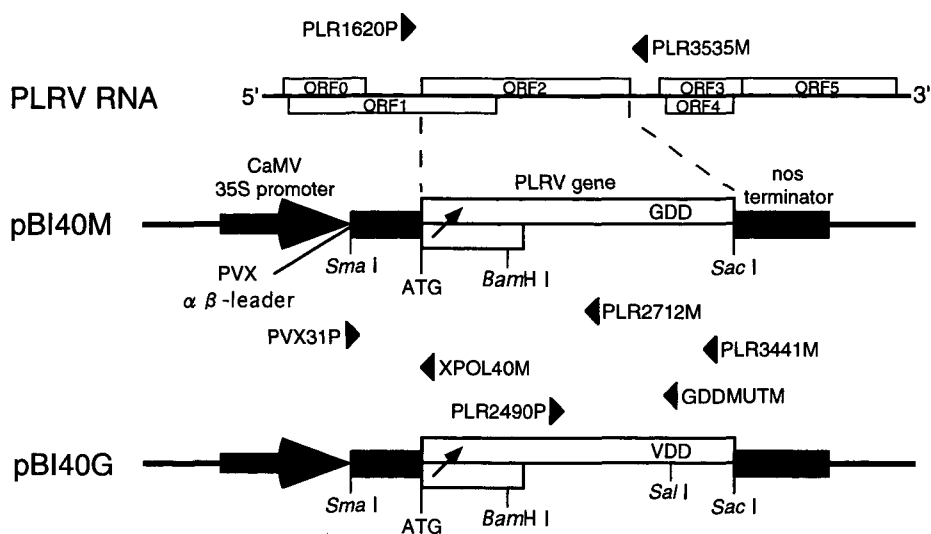 PLR1620P
PLR3535M
PLRV RNA
5'
ORF0
ORF2
ORF3
ORF5
3'
ORF1
ORF4
CaMV
35S promoter
PLRV gene
nos
terminator
pBI40M
GDD
Sma I
PVX
α β-leader
ATG
BamH I
Sac I
PLR2712M
PVX31P
PLR3441M
XPOL40M
GDDMUTM
PLR2490P
pBI40G
VDD
Sma I
ATG
BamH I
Sal I
Sac I